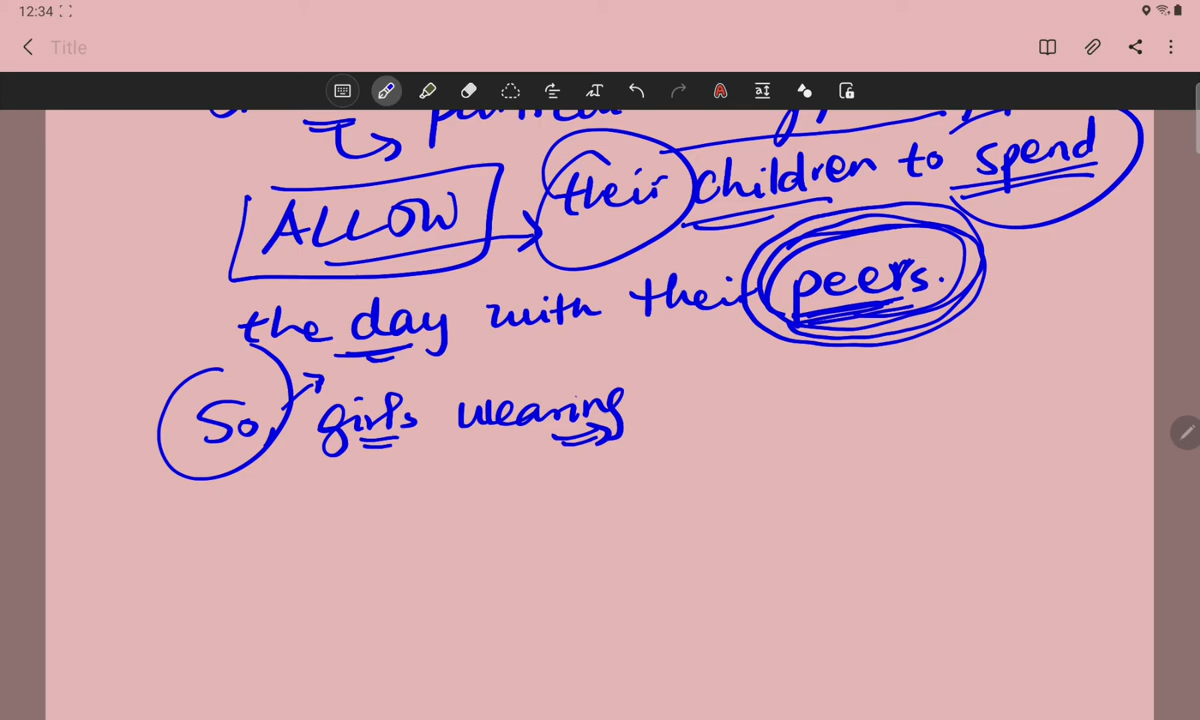 12:34
Title
their children to spend
ALLOW
the day with their peers.
So, girls wearing